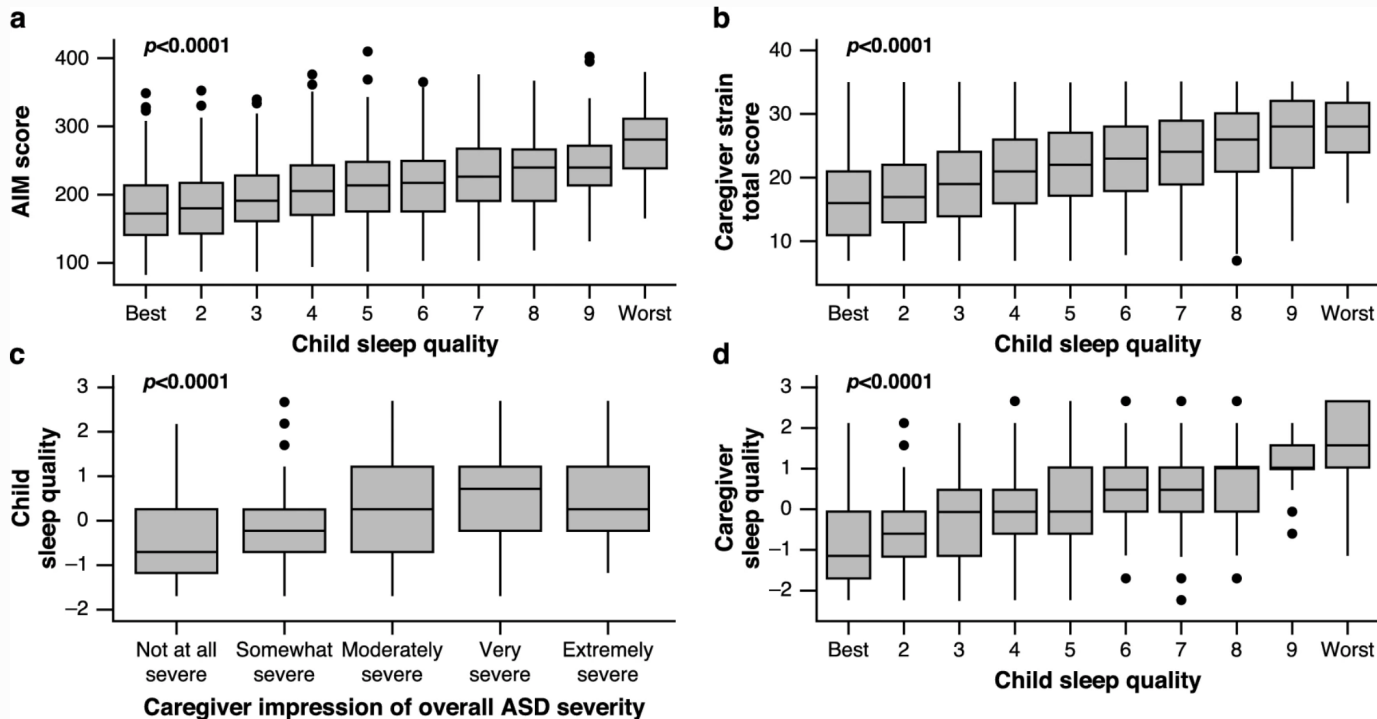 a
p<0.0001
AIM score
400
300
200
100
Best 2 3 4 5 6 7 8 9 Worst
Child sleep quality
b
p<0.0001
Caregiver strain
total score
40
30
20
10
Best 2 3 4 5 6 7 8 9 Worst
Child sleep quality
c
p<0.0001
Child
sleep quality
3
2
1
0
−1
−2
Not at all Somewhat Moderately Very Extremely
severe severe severe severe severe
Caregiver impression of overall ASD severity
d
p<0.0001
Caregiver
sleep quality
3
2
1
0
−1
−2
Best 2 3 4 5 6 7 8 9 Worst
Child sleep quality